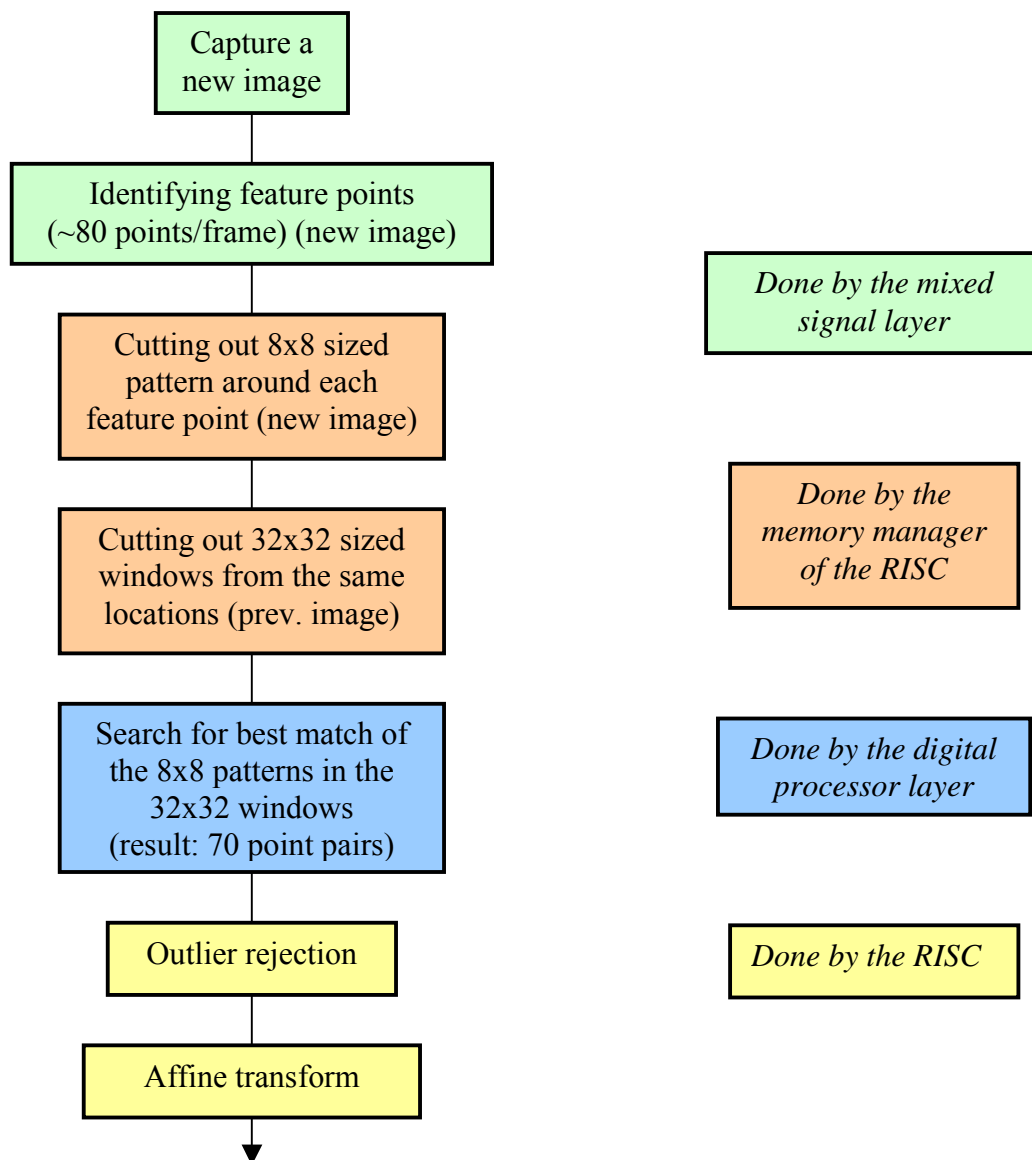 Capture a
new image
Identifying feature points
(~80 points/frame) (new image)
Cutting out 8x8 sized
pattern around each
feature point (new image)
Cutting out 32x32 sized
windows from the same
locations (prev. image)
Search for best match of
the 8x8 patterns in the
32x32 windows
(result: 70 point pairs)
Outlier rejection
Affine transform
Done by the mixed
signal layer
Done by the
memory manager
of the RISC
Done by the digital
processor layer
Done by the RISC